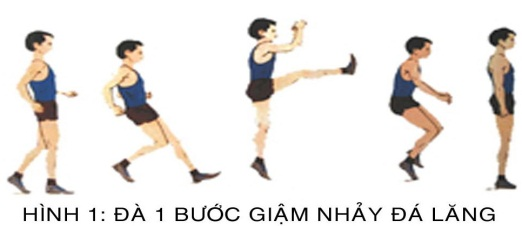 HÌNH 1: ĐÀ 1 BƯỚC GIẬM NHẢY ĐÁ LĂNG